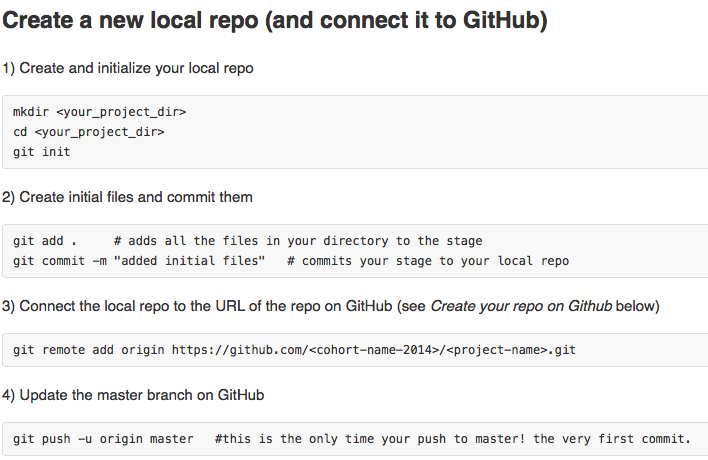 Create a new local repo (and connect it to GitHub)
1) Create and initialize your local repo
mkdir <your_project_dir>
cd <your_project_dir>
git init
2) Create initial files and commit them
git add .     # adds all the files in your directory to the stage
git commit -m "added initial files"   # commits your stage to your local repo
3) Connect the local repo to the URL of the repo on GitHub (see Create your repo on Github below)
git remote add origin https://github.com/<cohort-name-2014>/<project-name>.git
4) Update the master branch on GitHub
git push -u origin master   #this is the only time your push to master! the very first commit.